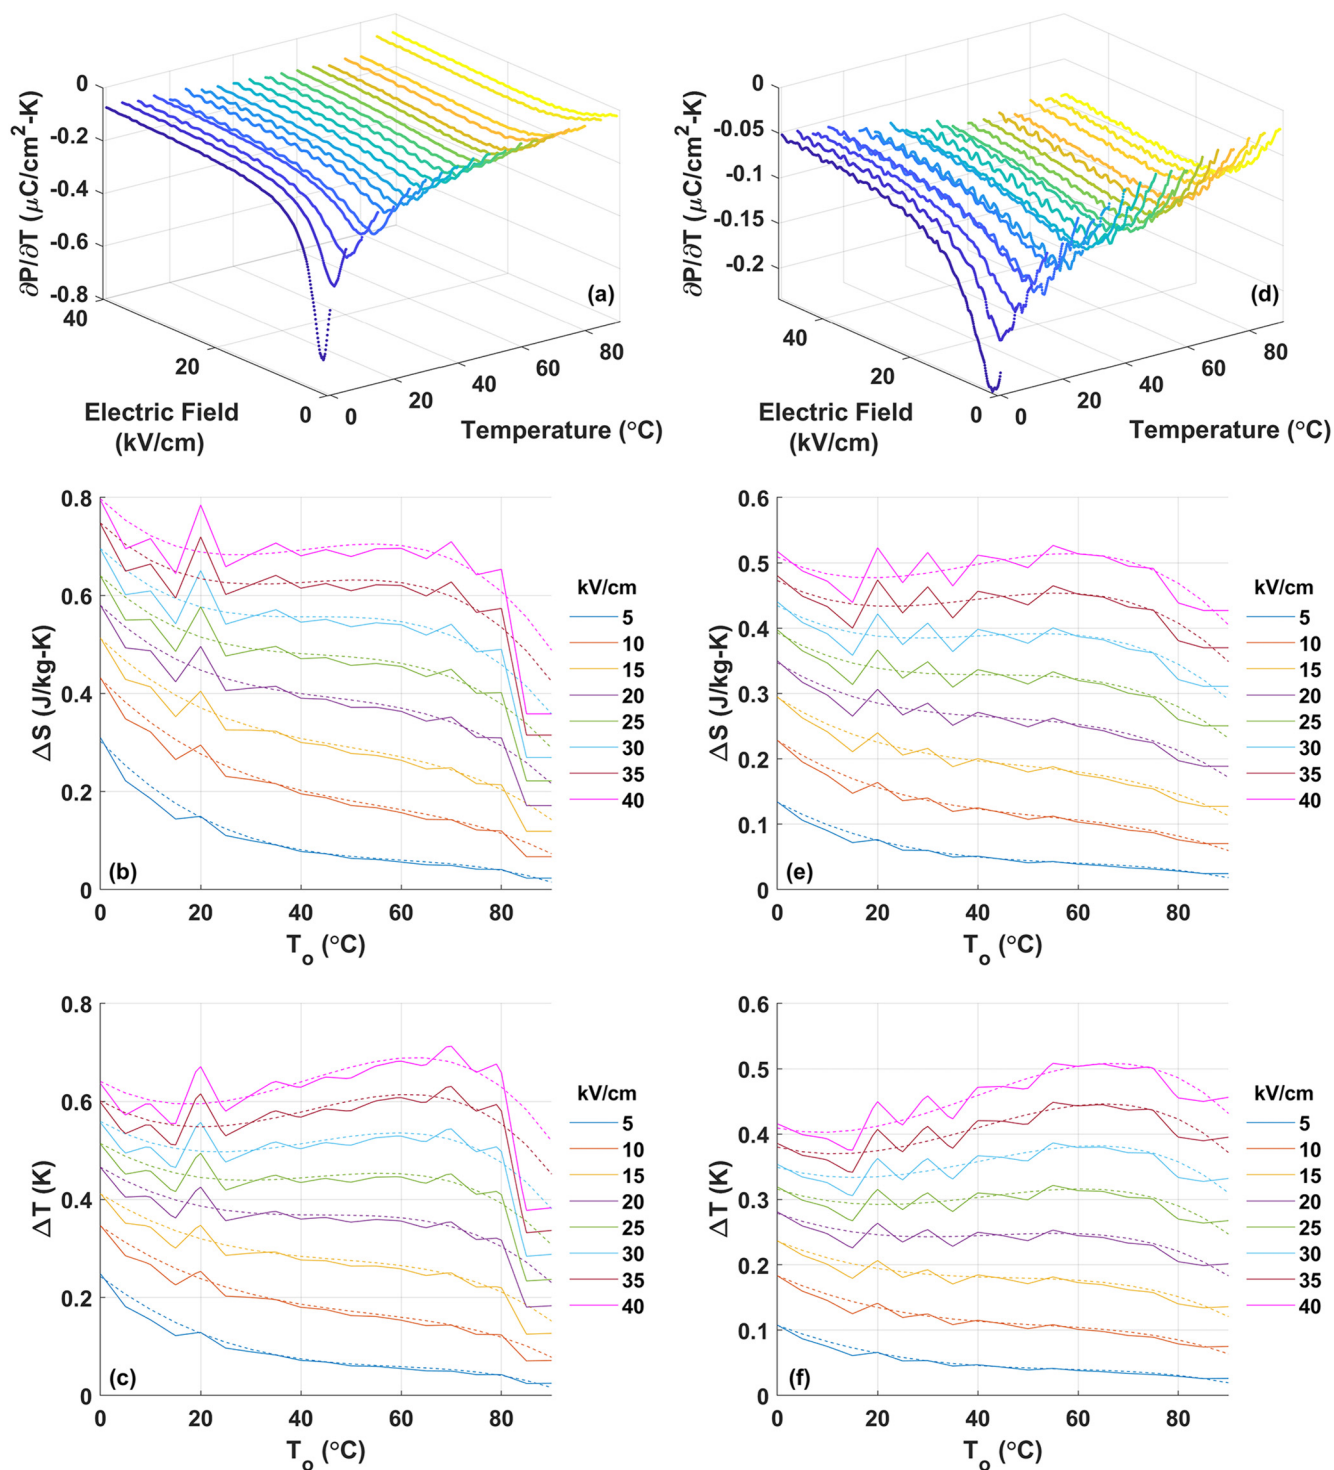 0
-0.2
-0.4
-0.6
-0.8
∂P/∂T (μC/cm²-K)
40
20
0
Electric Field
(kV/cm)
0
20
40
60
80
Temperature (°C)
(a)
0
-0.05
-0.1
-0.15
-0.2
∂P/∂T (μC/cm²-K)
40
20
0
Electric Field
(kV/cm)
0
20
40
60
80
Temperature (°C)
(d)
0.8
0.6
0.4
0.2
0
ΔS (J/kg-K)
(b)
0 20 40 60 80
T₀ (°C)
kV/cm
5
10
15
20
25
30
35
40
0.6
0.5
0.4
0.3
0.2
0.1
0
ΔS (J/kg-K)
(e)
0 20 40 60 80
T₀ (°C)
kV/cm
5
10
15
20
25
30
35
40
0.8
0.6
0.4
0.2
0
ΔT (K)
(c)
0 20 40 60 80
T₀ (°C)
kV/cm
5
10
15
20
25
30
35
40
0.6
0.5
0.4
0.3
0.2
0.1
0
ΔT (K)
(f)
0 20 40 60 80
T₀ (°C)
kV/cm
5
10
15
20
25
30
35
40